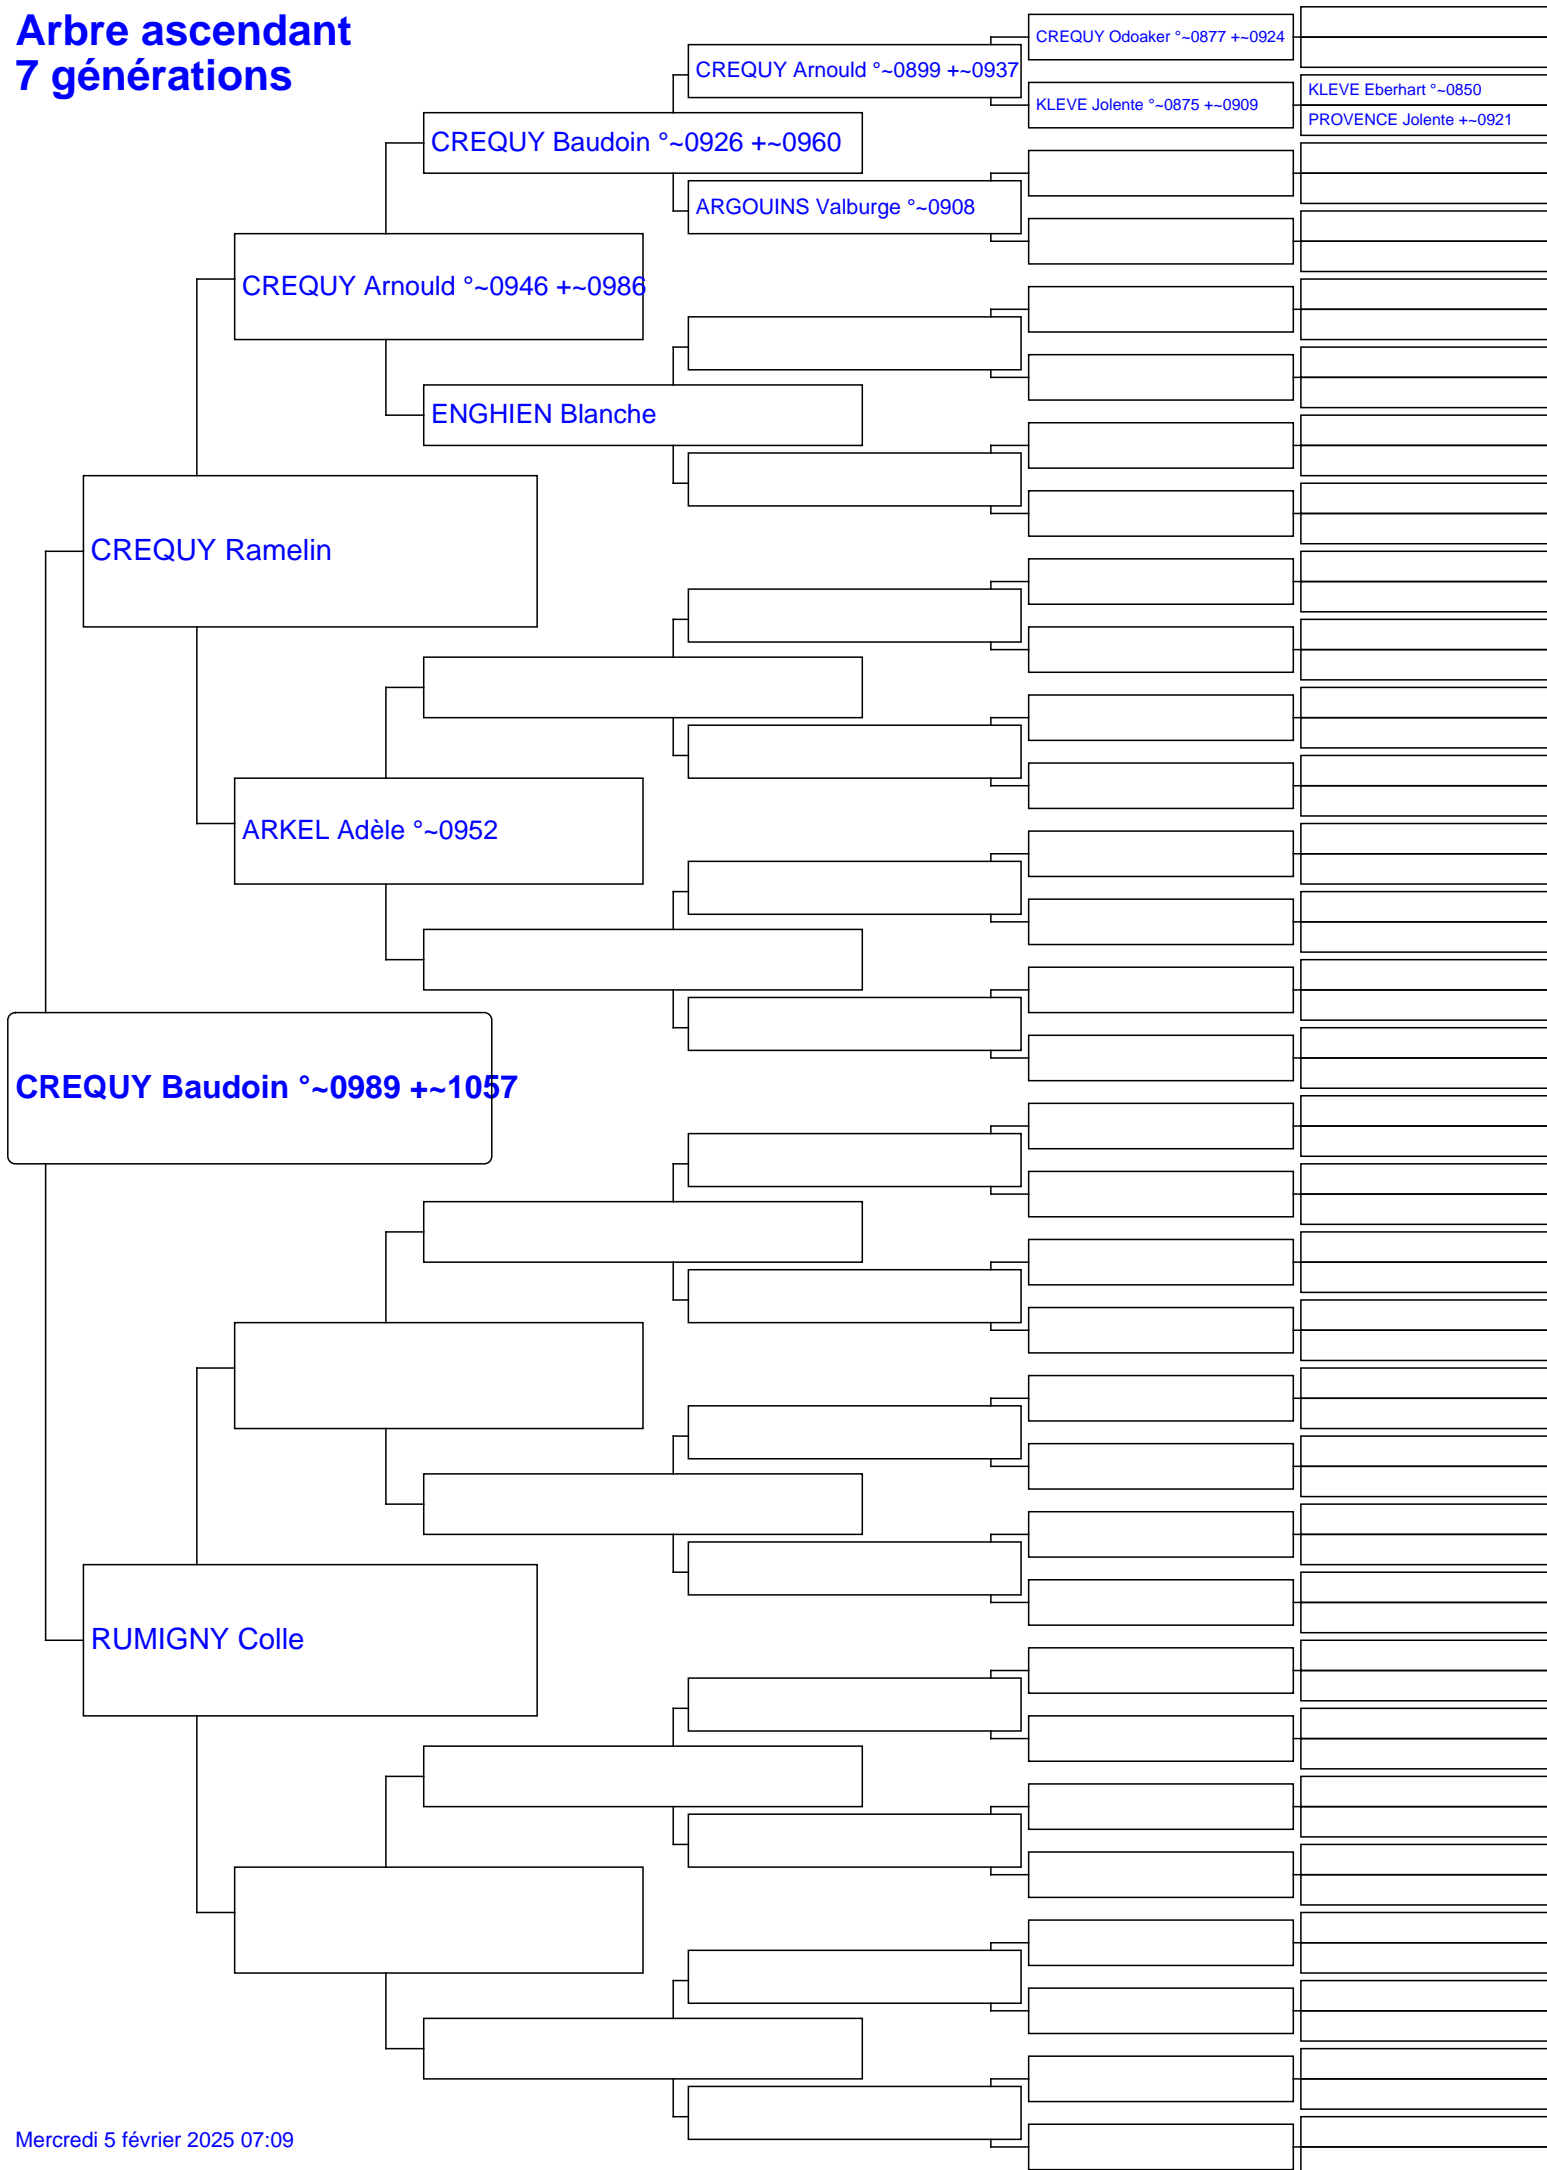 Arbre ascendant
7 générations
CREQUY Odoaker °~0877 +~0924
CREQUY Arnould °~0899 +~0937
KLEVE Eberhart °~0850
KLEVE Jolente °~0875 +~0909
PROVENCE Jolente +~0921
CREQUY Baudoin °~0926 +~0960
ARGOUINS Valburge °~0908
CREQUY Arnould °~0946 +~0986
ENGHIEN Blanche
CREQUY Ramelin
ARKEL Adèle °~0952
CREQUY Baudoin °~0989 +~1057
RUMIGNY Colle
Mercredi 5 février 2025 07:09